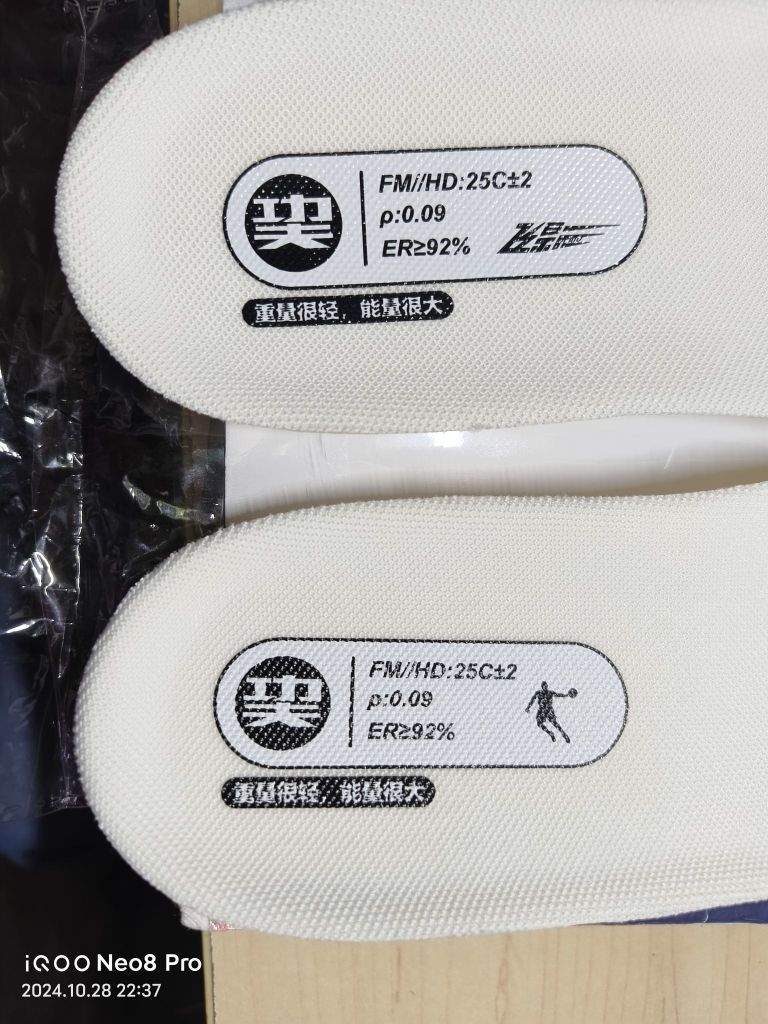 FM//HD:25C±2
ρ:0.09
ER≥92%
重量很轻，能量很大
FM//HD:25C±2
ρ:0.09
ER≥92%
重量很轻，能量很大
iQOO Neo8 Pro
2024.10.28 22:37